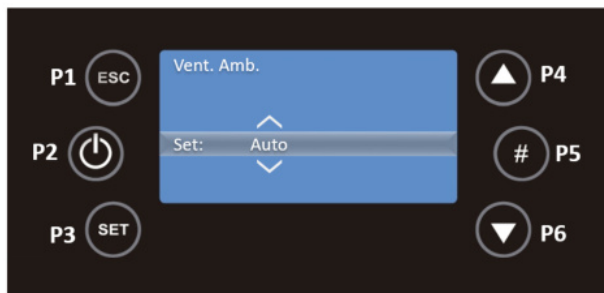 P1 ESC
Vent. Amb.
P4
P2
Set: Auto
# P5
P3 SET
P6